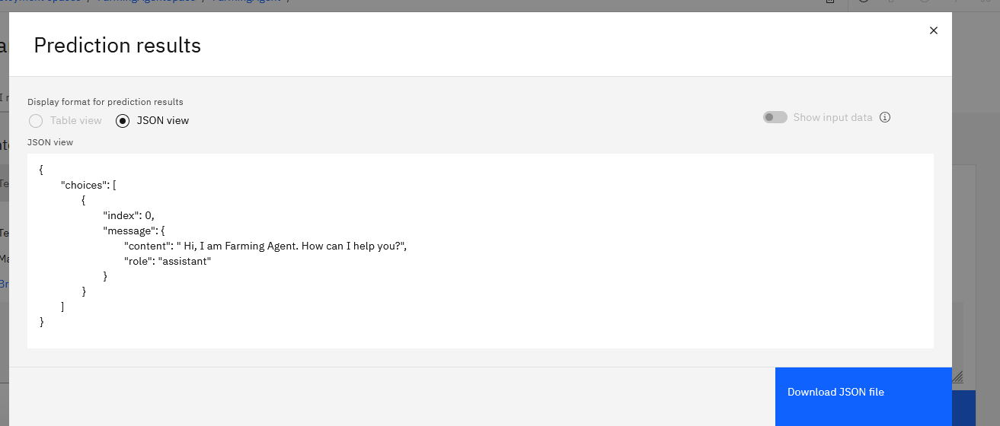 Prediction results
Display format for prediction results
Table view
JSON view
Show input data
JSON view
{
"choices": [
{
"index": 0,
"message": {
"content": " Hi, I am Farming Agent. How can I help you?",
"role": "assistant"
}
}
]
}
Download JSON file